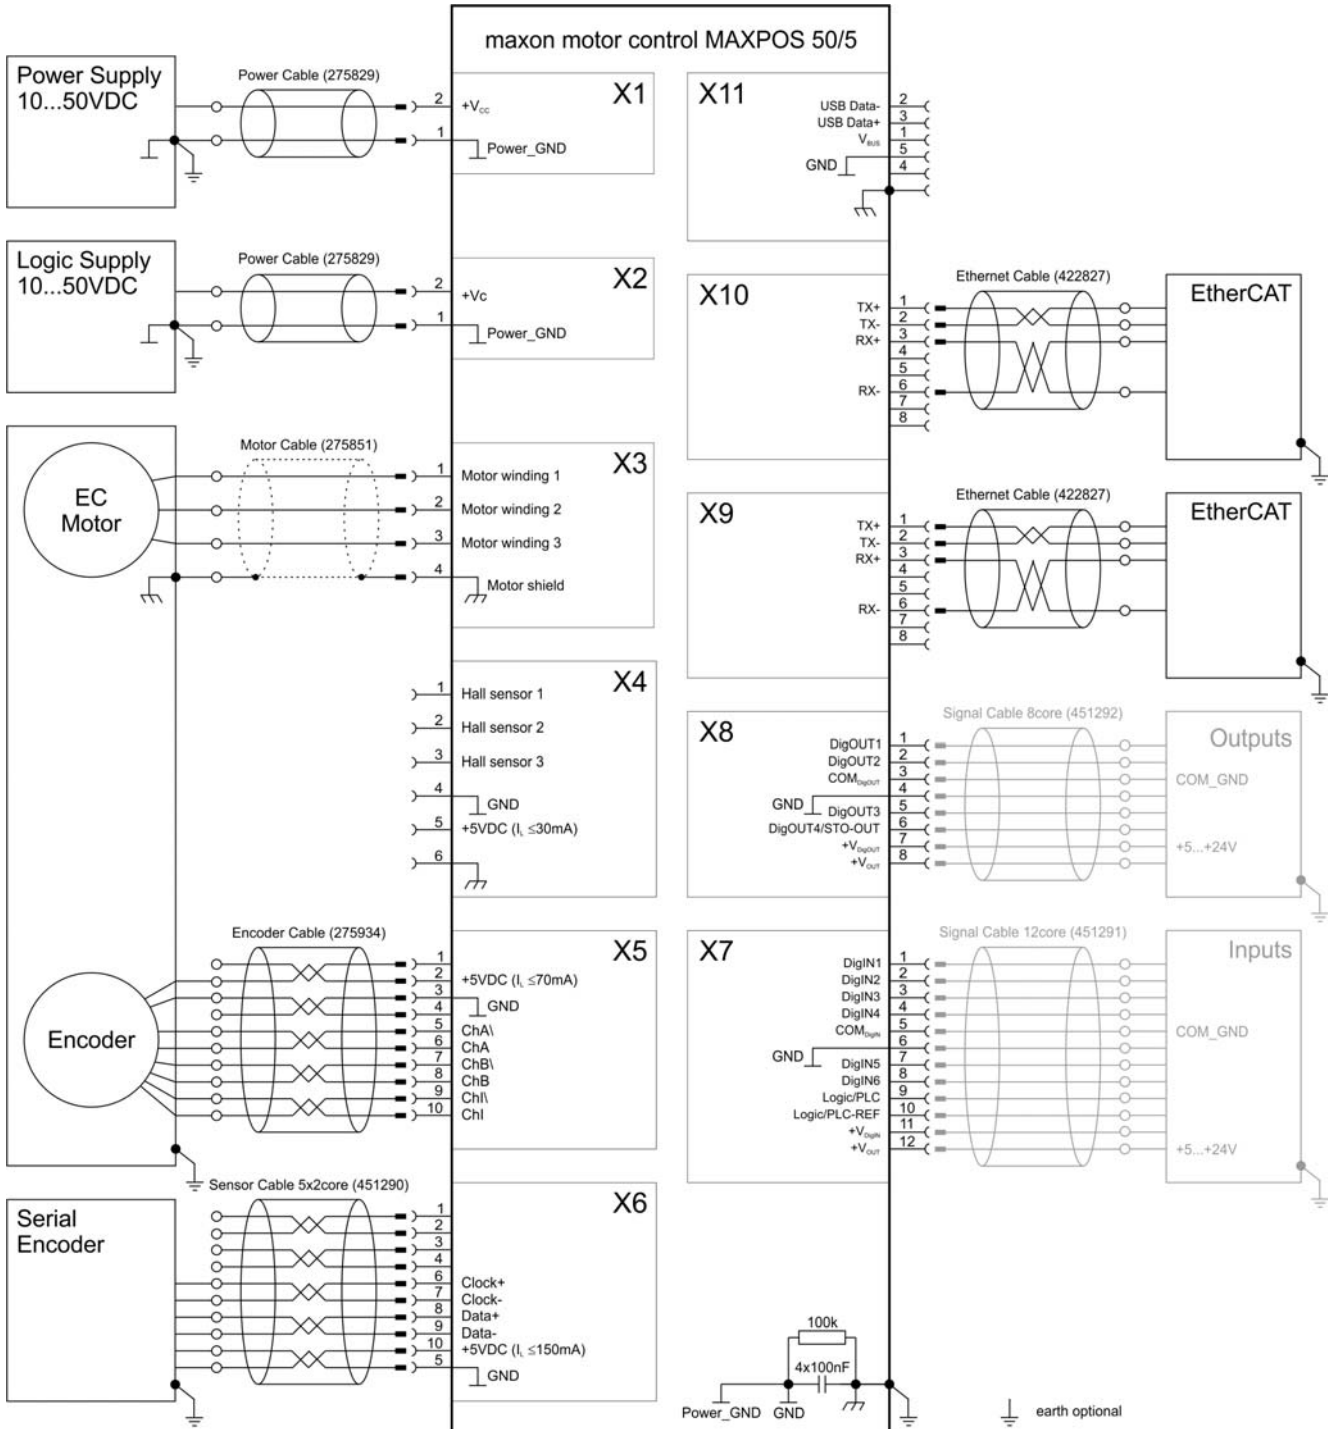 maxon motor control MAXPOS 50/5
Power Supply
10...50VDC
Power Cable (275829)
2
+Vcc
1
Power_GND
X1
Logic Supply
10...50VDC
Power Cable (275829)
2
+Vc
1
Power_GND
X2
EC
Motor
Motor Cable (275851)
1 Motor winding 1
2 Motor winding 2
3 Motor winding 3
4 Motor shield
X3
X4
1 Hall sensor 1
2 Hall sensor 2
3 Hall sensor 3
4 GND
5 +5VDC (IL ≤30mA)
6
Encoder
Encoder Cable (275934)
X5
1
2 +5VDC (IL ≤70mA)
3 GND
4
5 ChA\
6 ChA
7 ChB\
8 ChB
9 ChI\
10 ChI
Serial
Encoder
Sensor Cable 5x2core (451290)
X6
1
2
3
4
6 Clock+
7 Clock-
8 Data+
9 Data-
10 +5VDC (IL ≤150mA)
5 GND
X11
USB Data- 2
USB Data+ 3
VBUS 1
GND 5
4
X10
TX+ 1
TX- 2
RX+ 3
4
5
RX- 6
7
8
Ethernet Cable (422827)
EtherCAT
X9
TX+ 1
TX- 2
RX+ 3
4
5
RX- 6
7
8
Ethernet Cable (422827)
EtherCAT
X8
DigOUT1 1
DigOUT2 2
COMDigOUT 3
GND 4
DigOUT3 5
DigOUT4/STO-OUT 6
+VDigOUT 7
+VOUT 8
Signal Cable 8core (451292)
Outputs
COM_GND
+5...+24V
X7
DigIN1 1
DigIN2 2
DigIN3 3
DigIN4 4
COMDigIN 5
GND 6
DigIN5 7
DigIN6 8
Logic/PLC 9
Logic/PLC-REF 10
+VDigIN 11
+VOUT 12
Signal Cable 12core (451291)
Inputs
COM_GND
+5...+24V
100k
4x100nF
Power_GND GND
earth optional